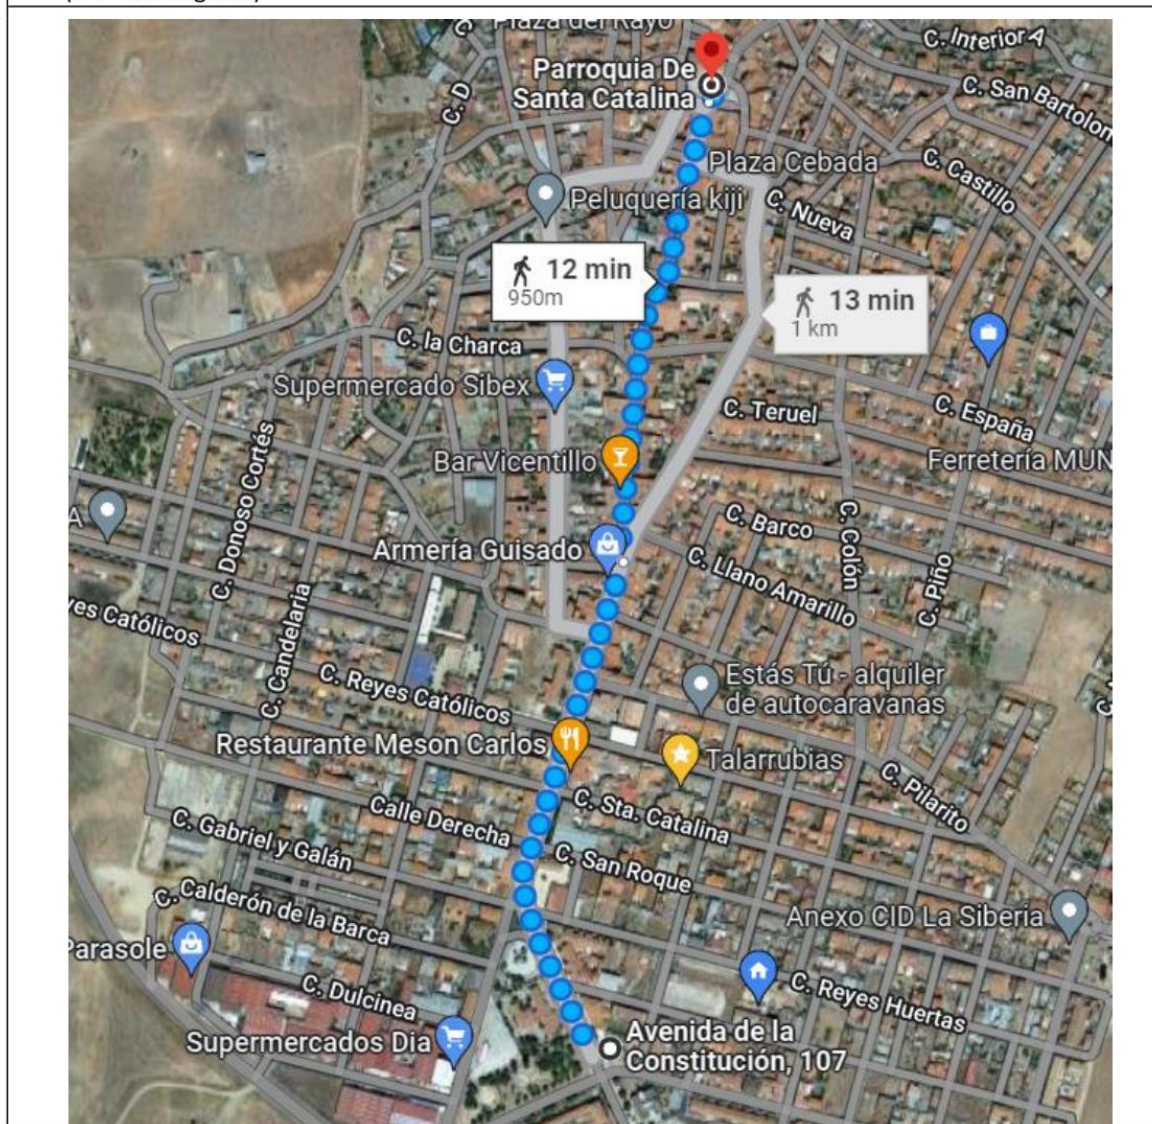 Plaza del Rayo
C. Interior A
Parroquia De
Santa Catalina
C. San Bartolon
C. D
C.
Plaza Cebada
C. Castillo
Peluquería kiji
C. Nueva
12 min
950m
13 min
1 km
C. la Charca
Supermercado Sibex
C. Teruel
C. España
Bar Vicentillo
Ferretería MUN
C. Donoso Cortés
A
C. Barco
C. Colón
Armería Guisado
C. Llano Amarillo
C. Piño
C. Candelaria
yes Católicos
C. Reyes Católicos
Estás Tú - alquiler
de autocaravanas
Restaurante Meson Carlos
Talarrubias
C. Pilarito
C. Sta. Catalina
Calle Derecha
C. Gabriel y Galán
C. San Roque
C. Calderón de la Barca
Anexo CID La Siberia
Parasole
C. Dulcinea
C. Reyes Huertas
Supermercados Dia
Avenida de la
Constitución, 107